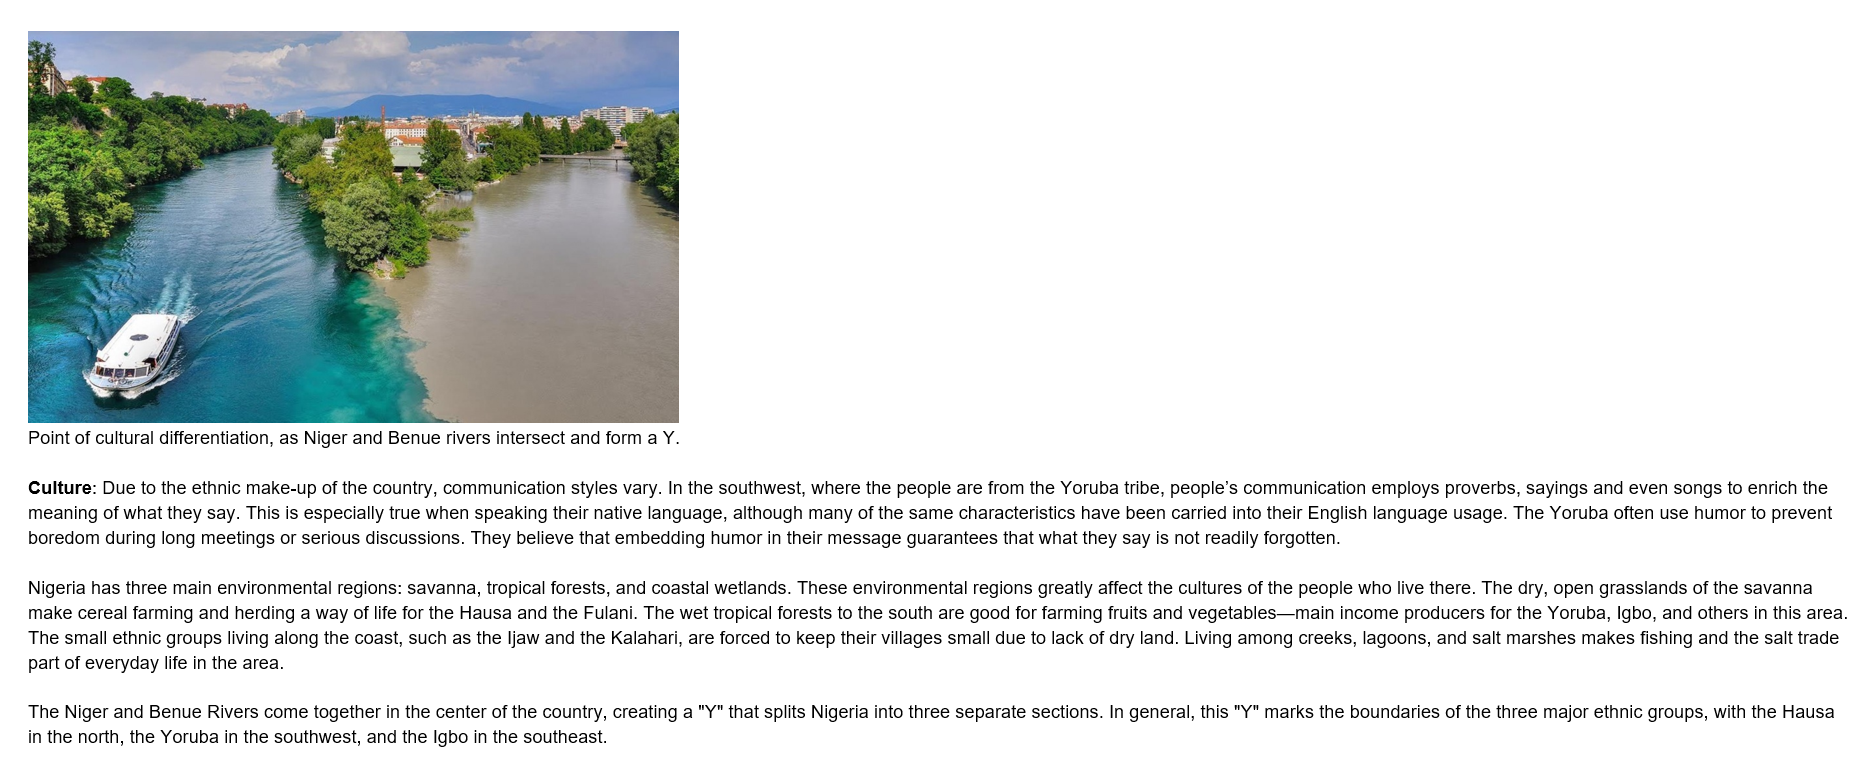 Point of cultural differentiation, as Niger and Benue rivers intersect and form a Y.
Culture: Due to the ethnic make-up of the country, communication styles vary. In the southwest, where the people are from the Yoruba tribe, people’s communication employs proverbs, sayings and even songs to enrich the
meaning of what they say. This is especially true when speaking their native language, although many of the same characteristics have been carried into their English language usage. The Yoruba often use humor to prevent
boredom during long meetings or serious discussions. They believe that embedding humor in their message guarantees that what they say is not readily forgotten.
Nigeria has three main environmental regions: savanna, tropical forests, and coastal wetlands. These environmental regions greatly affect the cultures of the people who live there. The dry, open grasslands of the savanna
make cereal farming and herding a way of life for the Hausa and the Fulani. The wet tropical forests to the south are good for farming fruits and vegetables—main income producers for the Yoruba, Igbo, and others in this area.
The small ethnic groups living along the coast, such as the Ijaw and the Kalahari, are forced to keep their villages small due to lack of dry land. Living among creeks, lagoons, and salt marshes makes fishing and the salt trade
part of everyday life in the area.
The Niger and Benue Rivers come together in the center of the country, creating a "Y" that splits Nigeria into three separate sections. In general, this "Y" marks the boundaries of the three major ethnic groups, with the Hausa
in the north, the Yoruba in the southwest, and the Igbo in the southeast.